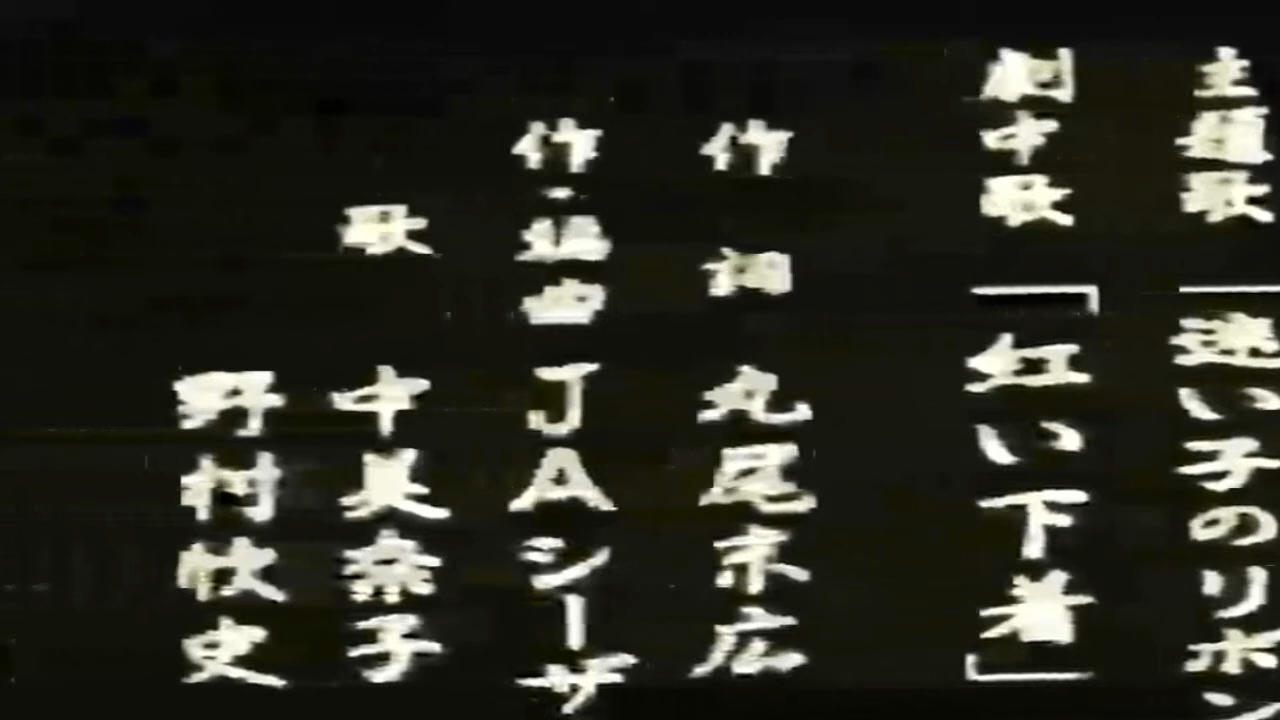 主題歌「迷い子のリボン
劇中歌「紅い下着」
作詞 丸尾末広
作・編曲 JAシーザ
歌 中美奈子
野村牧史